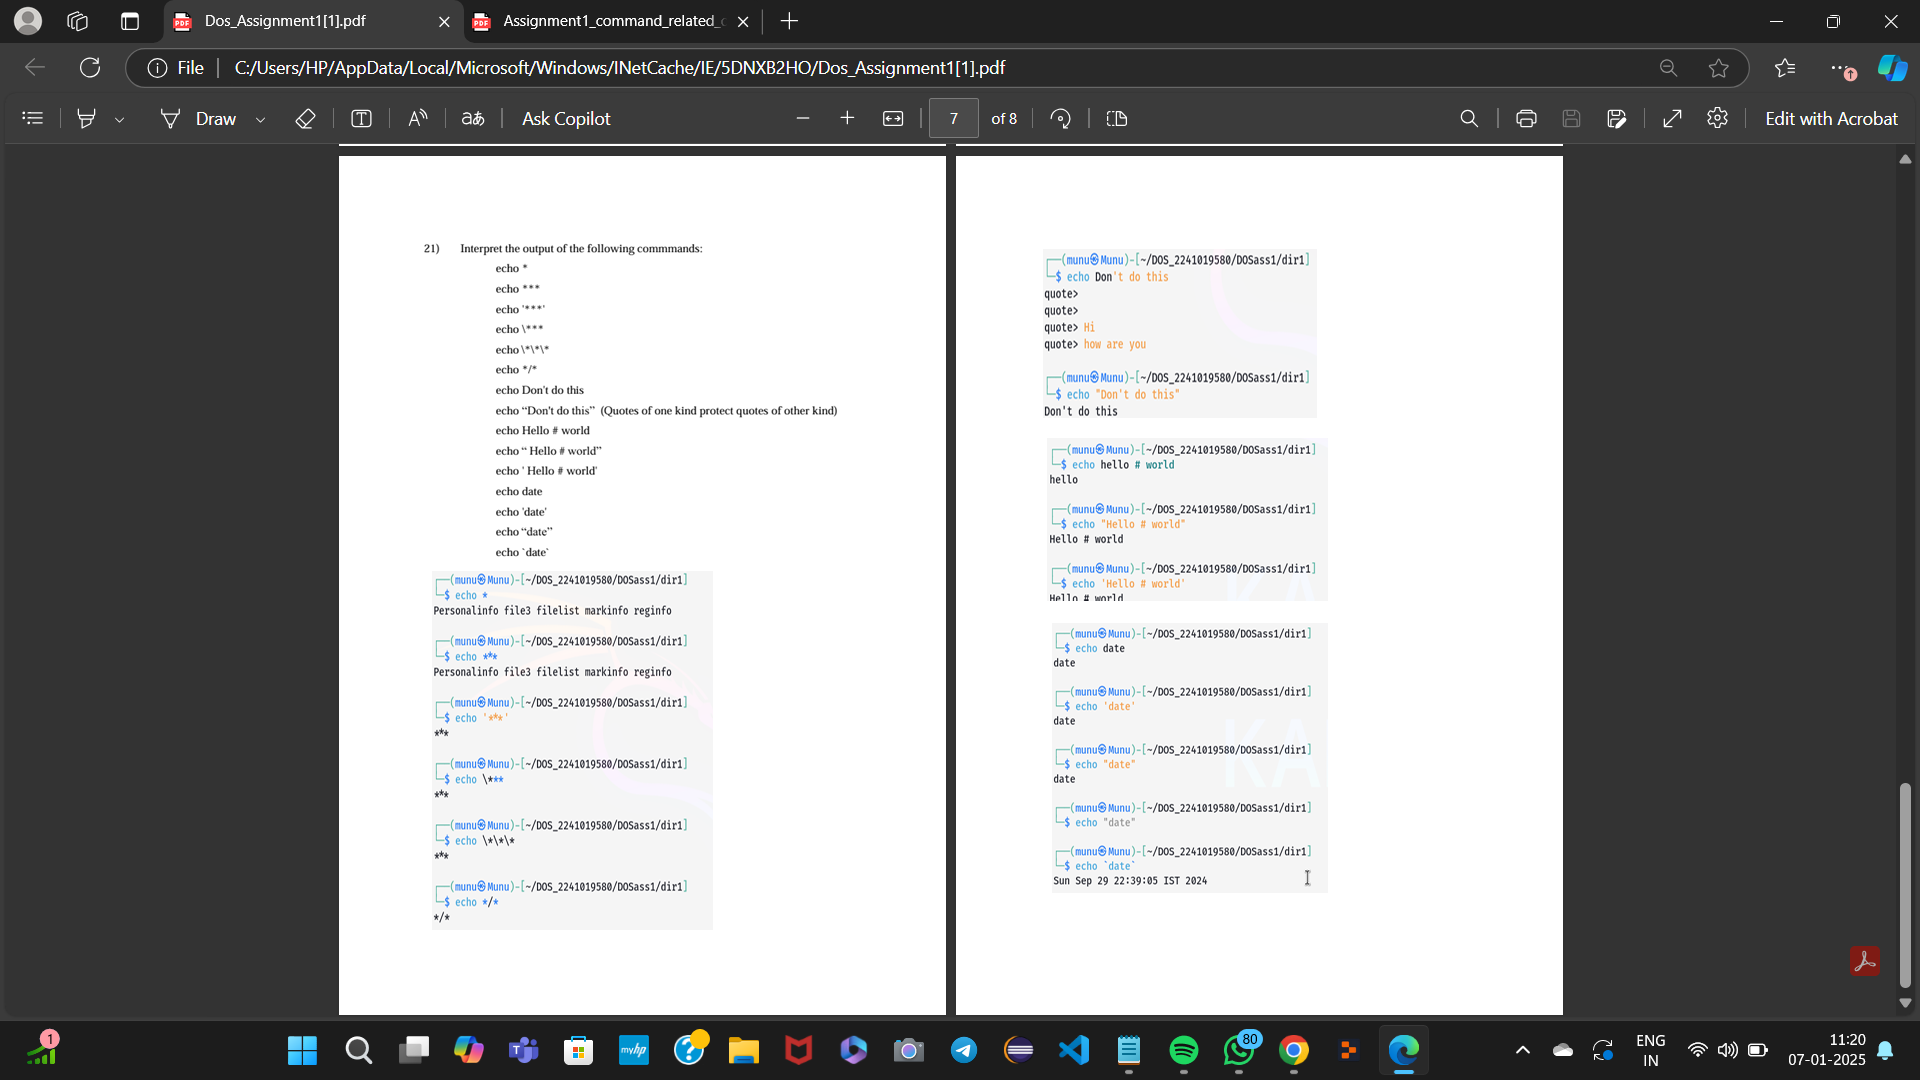 Dos_Assignment1[1].pdf
Assignment1_command_related_
File
C:/Users/HP/AppData/Local/Microsoft/Windows/INetCache/IE/5DNXB2HO/Dos_Assignment1[1].pdf
Draw
Ask Copilot
7
of 8
Edit with Acrobat
21) Interpret the output of the following commmands:
echo *
echo ***
echo '***'
echo \***
echo \*\*\*
echo */*
echo Don't do this
echo “Don't do this” (Quotes of one kind protect quotes of other kind)
echo Hello # world
echo “ Hello # world”
echo ' Hello # world'
echo date
echo 'date'
echo “date”
echo `date`
(munu㉿Munu)-[~/DOS_2241019580/DOSass1/dir1]
$ echo *
Personalinfo file3 filelist markinfo reginfo
(munu㉿Munu)-[~/DOS_2241019580/DOSass1/dir1]
$ echo ***
Personalinfo file3 filelist markinfo reginfo
(munu㉿Munu)-[~/DOS_2241019580/DOSass1/dir1]
$ echo '***'
***
(munu㉿Munu)-[~/DOS_2241019580/DOSass1/dir1]
$ echo \***
***
(munu㉿Munu)-[~/DOS_2241019580/DOSass1/dir1]
$ echo \*\*\*
***
(munu㉿Munu)-[~/DOS_2241019580/DOSass1/dir1]
$ echo */*
*/*
(munu㉿Munu)-[~/DOS_2241019580/DOSass1/dir1]
$ echo Don't do this
quote>
quote>
quote> Hi
quote> how are you
(munu㉿Munu)-[~/DOS_2241019580/DOSass1/dir1]
$ echo "Don't do this"
Don't do this
(munu㉿Munu)-[~/DOS_2241019580/DOSass1/dir1]
$ echo hello # world
hello
(munu㉿Munu)-[~/DOS_2241019580/DOSass1/dir1]
$ echo "Hello # world"
Hello # world
(munu㉿Munu)-[~/DOS_2241019580/DOSass1/dir1]
$ echo 'Hello # world'
Hello # world
(munu㉿Munu)-[~/DOS_2241019580/DOSass1/dir1]
$ echo date
date
(munu㉿Munu)-[~/DOS_2241019580/DOSass1/dir1]
$ echo 'date'
date
(munu㉿Munu)-[~/DOS_2241019580/DOSass1/dir1]
$ echo "date"
date
(munu㉿Munu)-[~/DOS_2241019580/DOSass1/dir1]
$ echo "date"
(munu㉿Munu)-[~/DOS_2241019580/DOSass1/dir1]
$ echo `date`
Sun Sep 29 22:39:05 IST 2024
KA
1
myhp
80
ENG
IN
11:20
07-01-2025